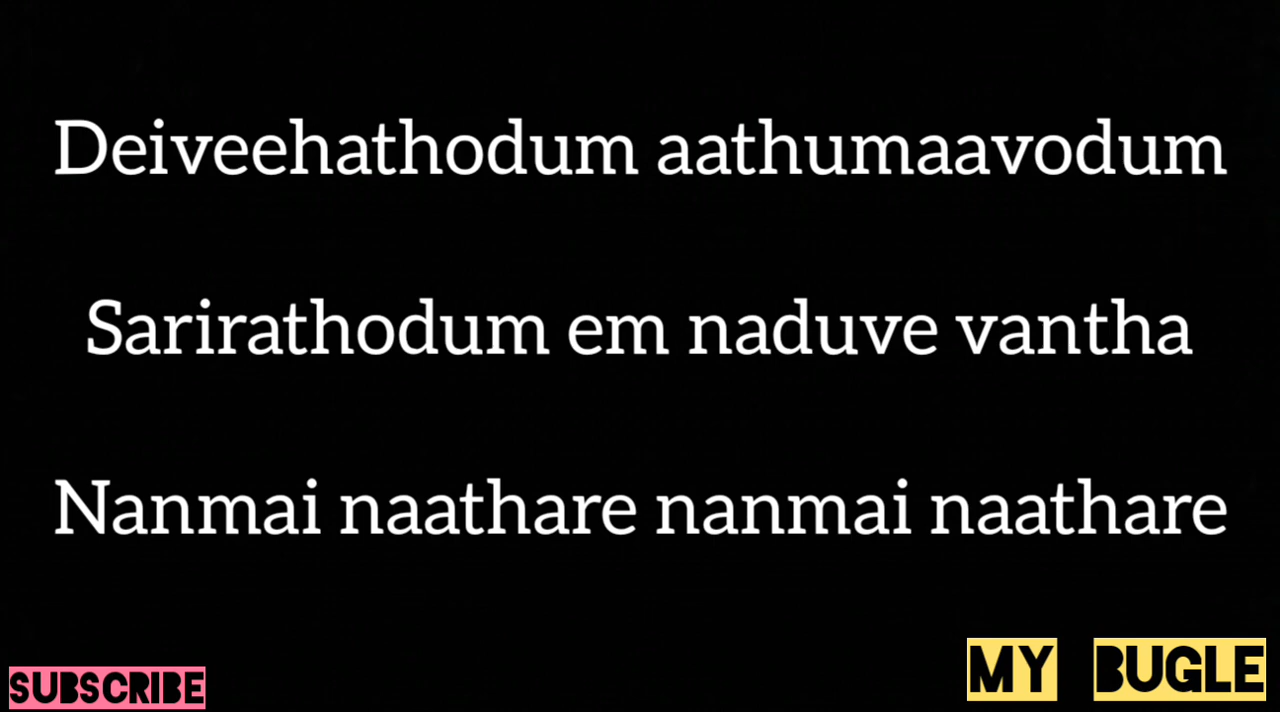 Deiveehathodum aathumaavodum
Sarirathodum em naduve vantha
Nanmai naathare nanmai naathare
SUBSCRIBE
MY BUGLE